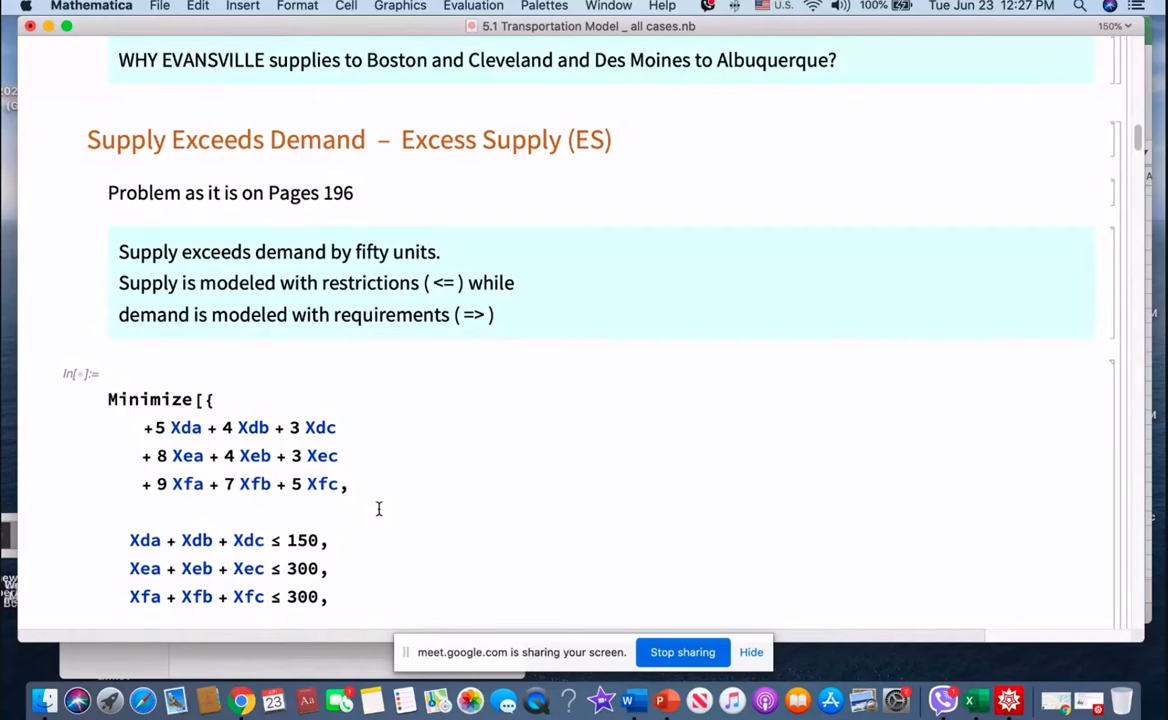 Mathematica File Edit Insert Format Cell Graphics Evaluation Palettes Window Help U.S. 100% Tue Jun 23 12:27 PM
5.1 Transportation Model _ all cases.nb
150%
WHY EVANSVILLE supplies to Boston and Cleveland and Des Moines to Albuquerque?
Supply Exceeds Demand – Excess Supply (ES)
Problem as it is on Pages 196
Supply exceeds demand by fifty units.
Supply is modeled with restrictions ( <= ) while
demand is modeled with requirements ( => )
In[ ]:=
Minimize[{
+5 Xda + 4 Xdb + 3 Xdc
+ 8 Xea + 4 Xeb + 3 Xec
+ 9 Xfa + 7 Xfb + 5 Xfc,
Xda + Xdb + Xdc ≤ 150,
Xea + Xeb + Xec ≤ 300,
Xfa + Xfb + Xfc ≤ 300,
meet.google.com is sharing your screen.
Stop sharing
Hide
23